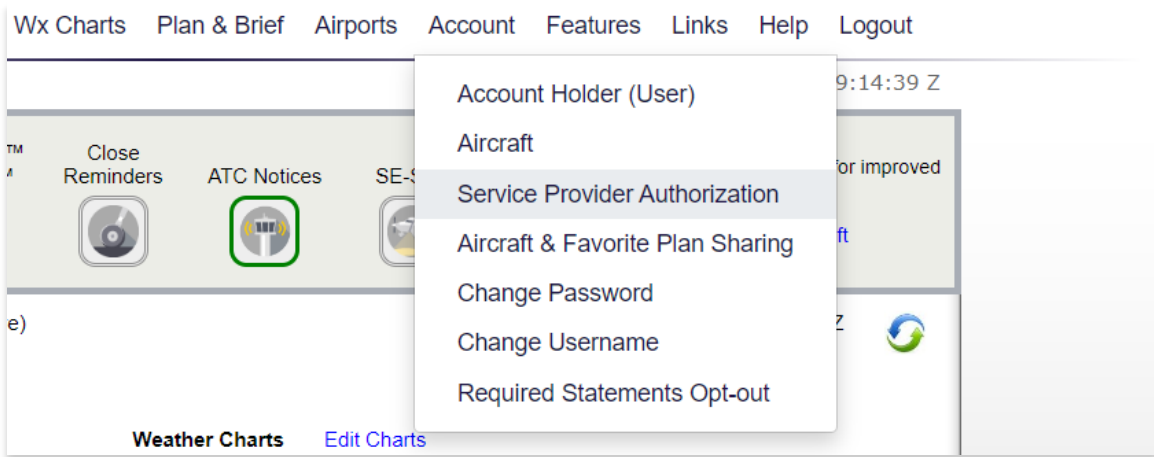 Wx Charts Plan & Brief Airports Account Features Links Help Logout
9:14:39 Z
Account Holder (User)
Aircraft
Service Provider Authorization
Aircraft & Favorite Plan Sharing
Change Password
Change Username
Required Statements Opt-out
TM
Close
Reminders
ATC Notices
SE-S
for improved
ft
e)
Z
Weather Charts Edit Charts